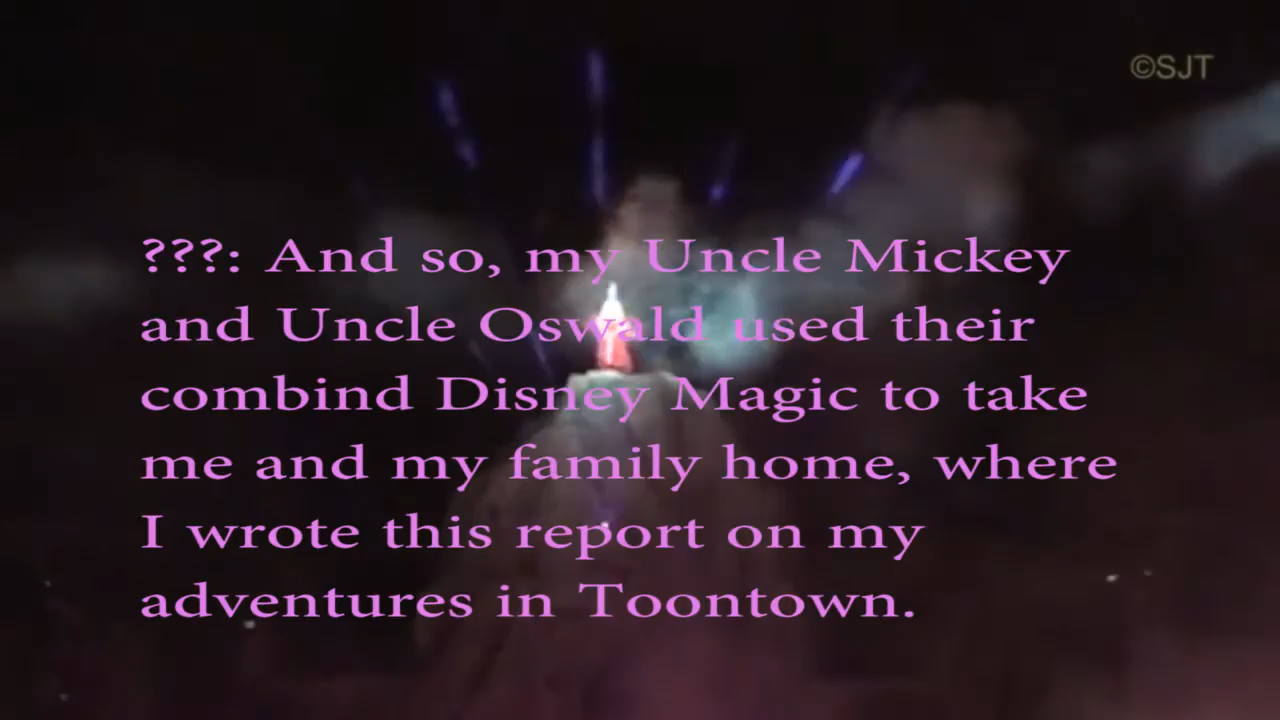 ©SJT
???: And so, my Uncle Mickey
and Uncle Oswald used their
combind Disney Magic to take
me and my family home, where
I wrote this report on my
adventures in Toontown.